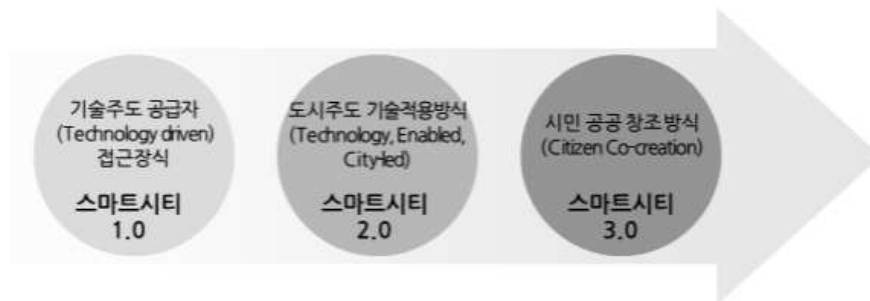 기술주도 공급자
(Technology driven)
접근장식
스마트시티
1.0
도시주도 기술적용방식
(Technology, Enabled,
City-led)
스마트시티
2.0
시민 공공 창조 방식
(Citizen Co-creation)
스마트시티
3.0